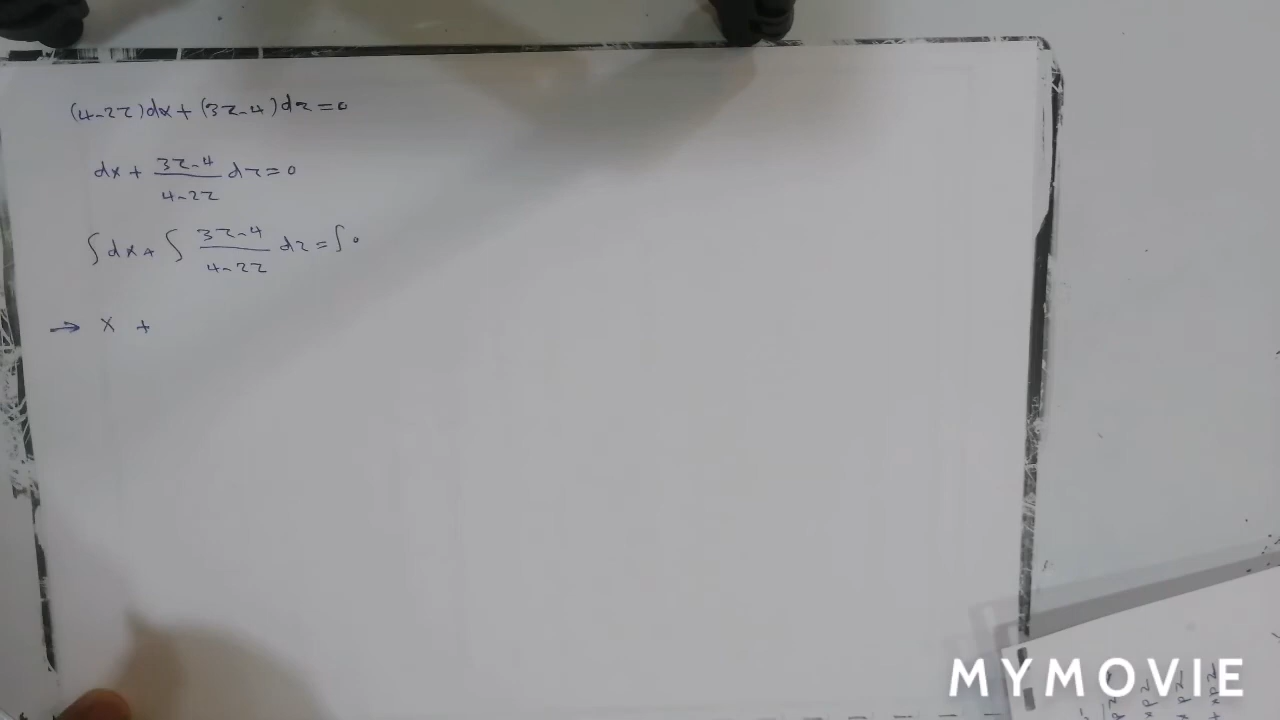 (4-2z)dx+(3z-4)dz=0
dx + 3z-4/4-2z dz=0
∫dx+∫ 3z-4/4-2z dz=∫0
→ x +
MYMOVIE